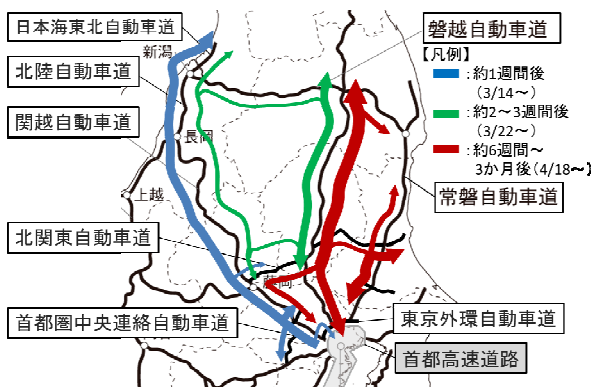 日本海東北自動車道
新潟
北陸自動車道
関越自動車道
長岡
上越
北関東自動車道
藤岡
首都圏中央連絡自動車道
磐越自動車道
【凡例】
:約1週間後
(3/14~)
:約2~3週間後
(3/22~)
:約6週間~
3か月後(4/18~)
常磐自動車道
東京外環自動車道
首都高速道路